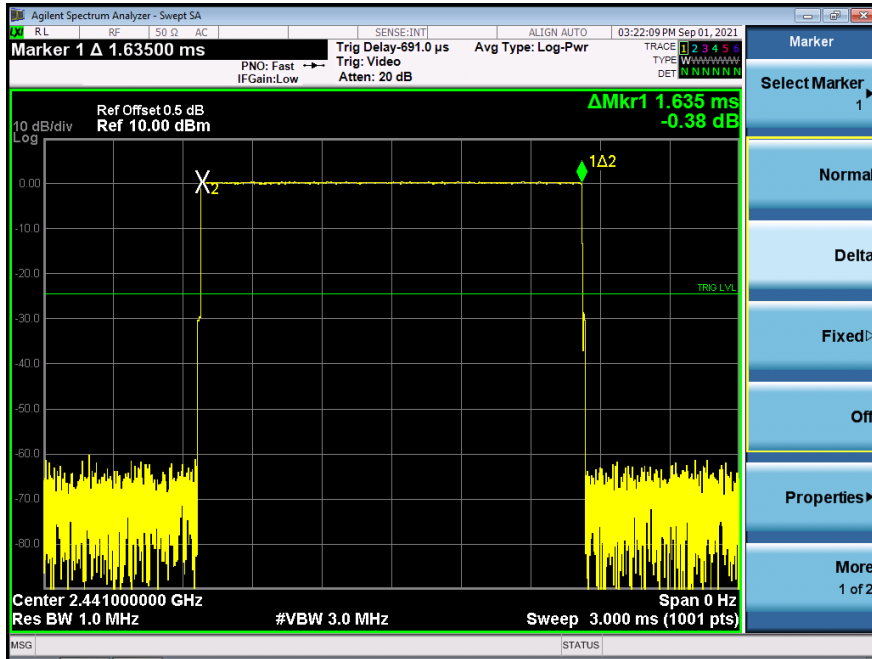 Agilent Spectrum Analyzer - Swept SA
LXI RL RF 50 Ω AC SENSE:INT ALIGN AUTO 03:22:09 PM Sep 01, 2021
Marker 1 Δ 1.63500 ms
PNO: Fast
IFGain:Low
Trig Delay-691.0 µs
Trig: Video
Atten: 20 dB
Avg Type: Log-Pwr
TRACE 1 2 3 4 5 6
TYPE WWWWWW
DET N N N N N N
ΔMkr1 1.635 ms
-0.38 dB
Ref Offset 0.5 dB
10 dB/div Ref 10.00 dBm
Log
1Δ2
X2
0.00
-10.0
-20.0
TRIG LVL
-30.0
-40.0
-50.0
-60.0
-70.0
-80.0
Center 2.441000000 GHz Span 0 Hz
Res BW 1.0 MHz #VBW 3.0 MHz Sweep 3.000 ms (1001 pts)
MSG STATUS
Marker
Select Marker
1
Normal
Delta
Fixed
Off
Properties
More
1 of 2